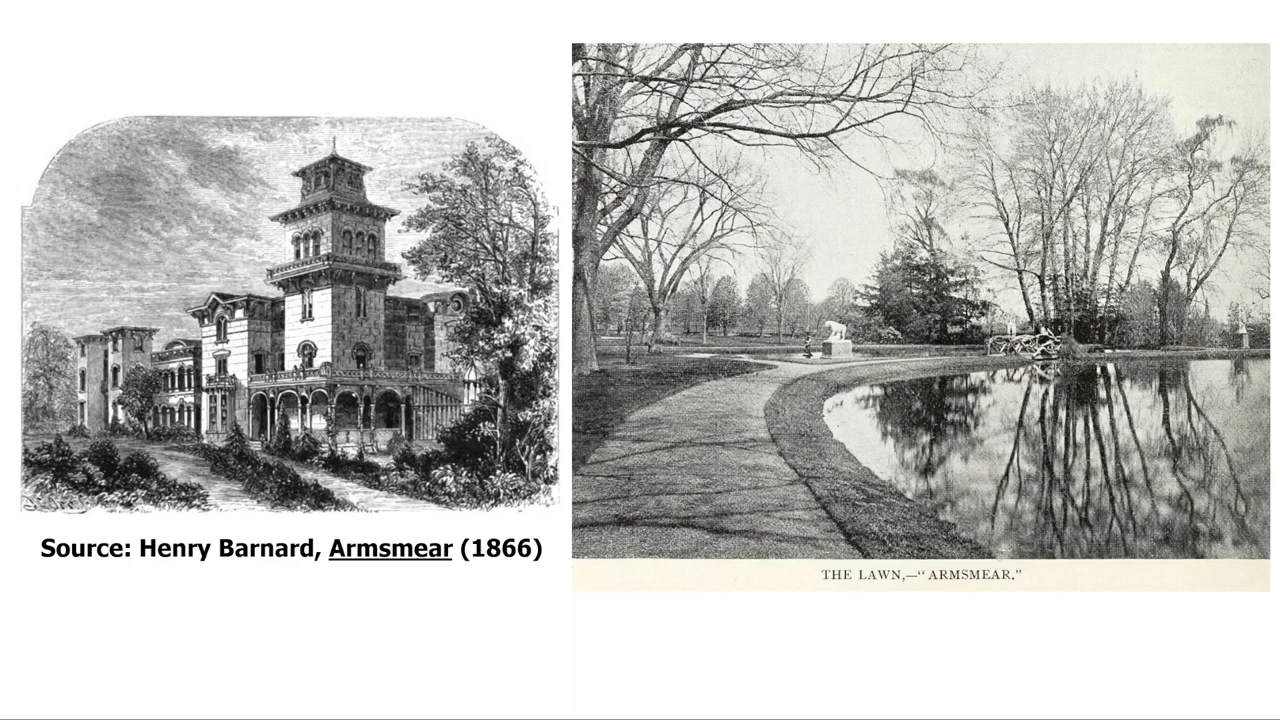 Source: Henry Barnard, Armsmear (1866)
THE LAWN,—“ARMSMEAR.”